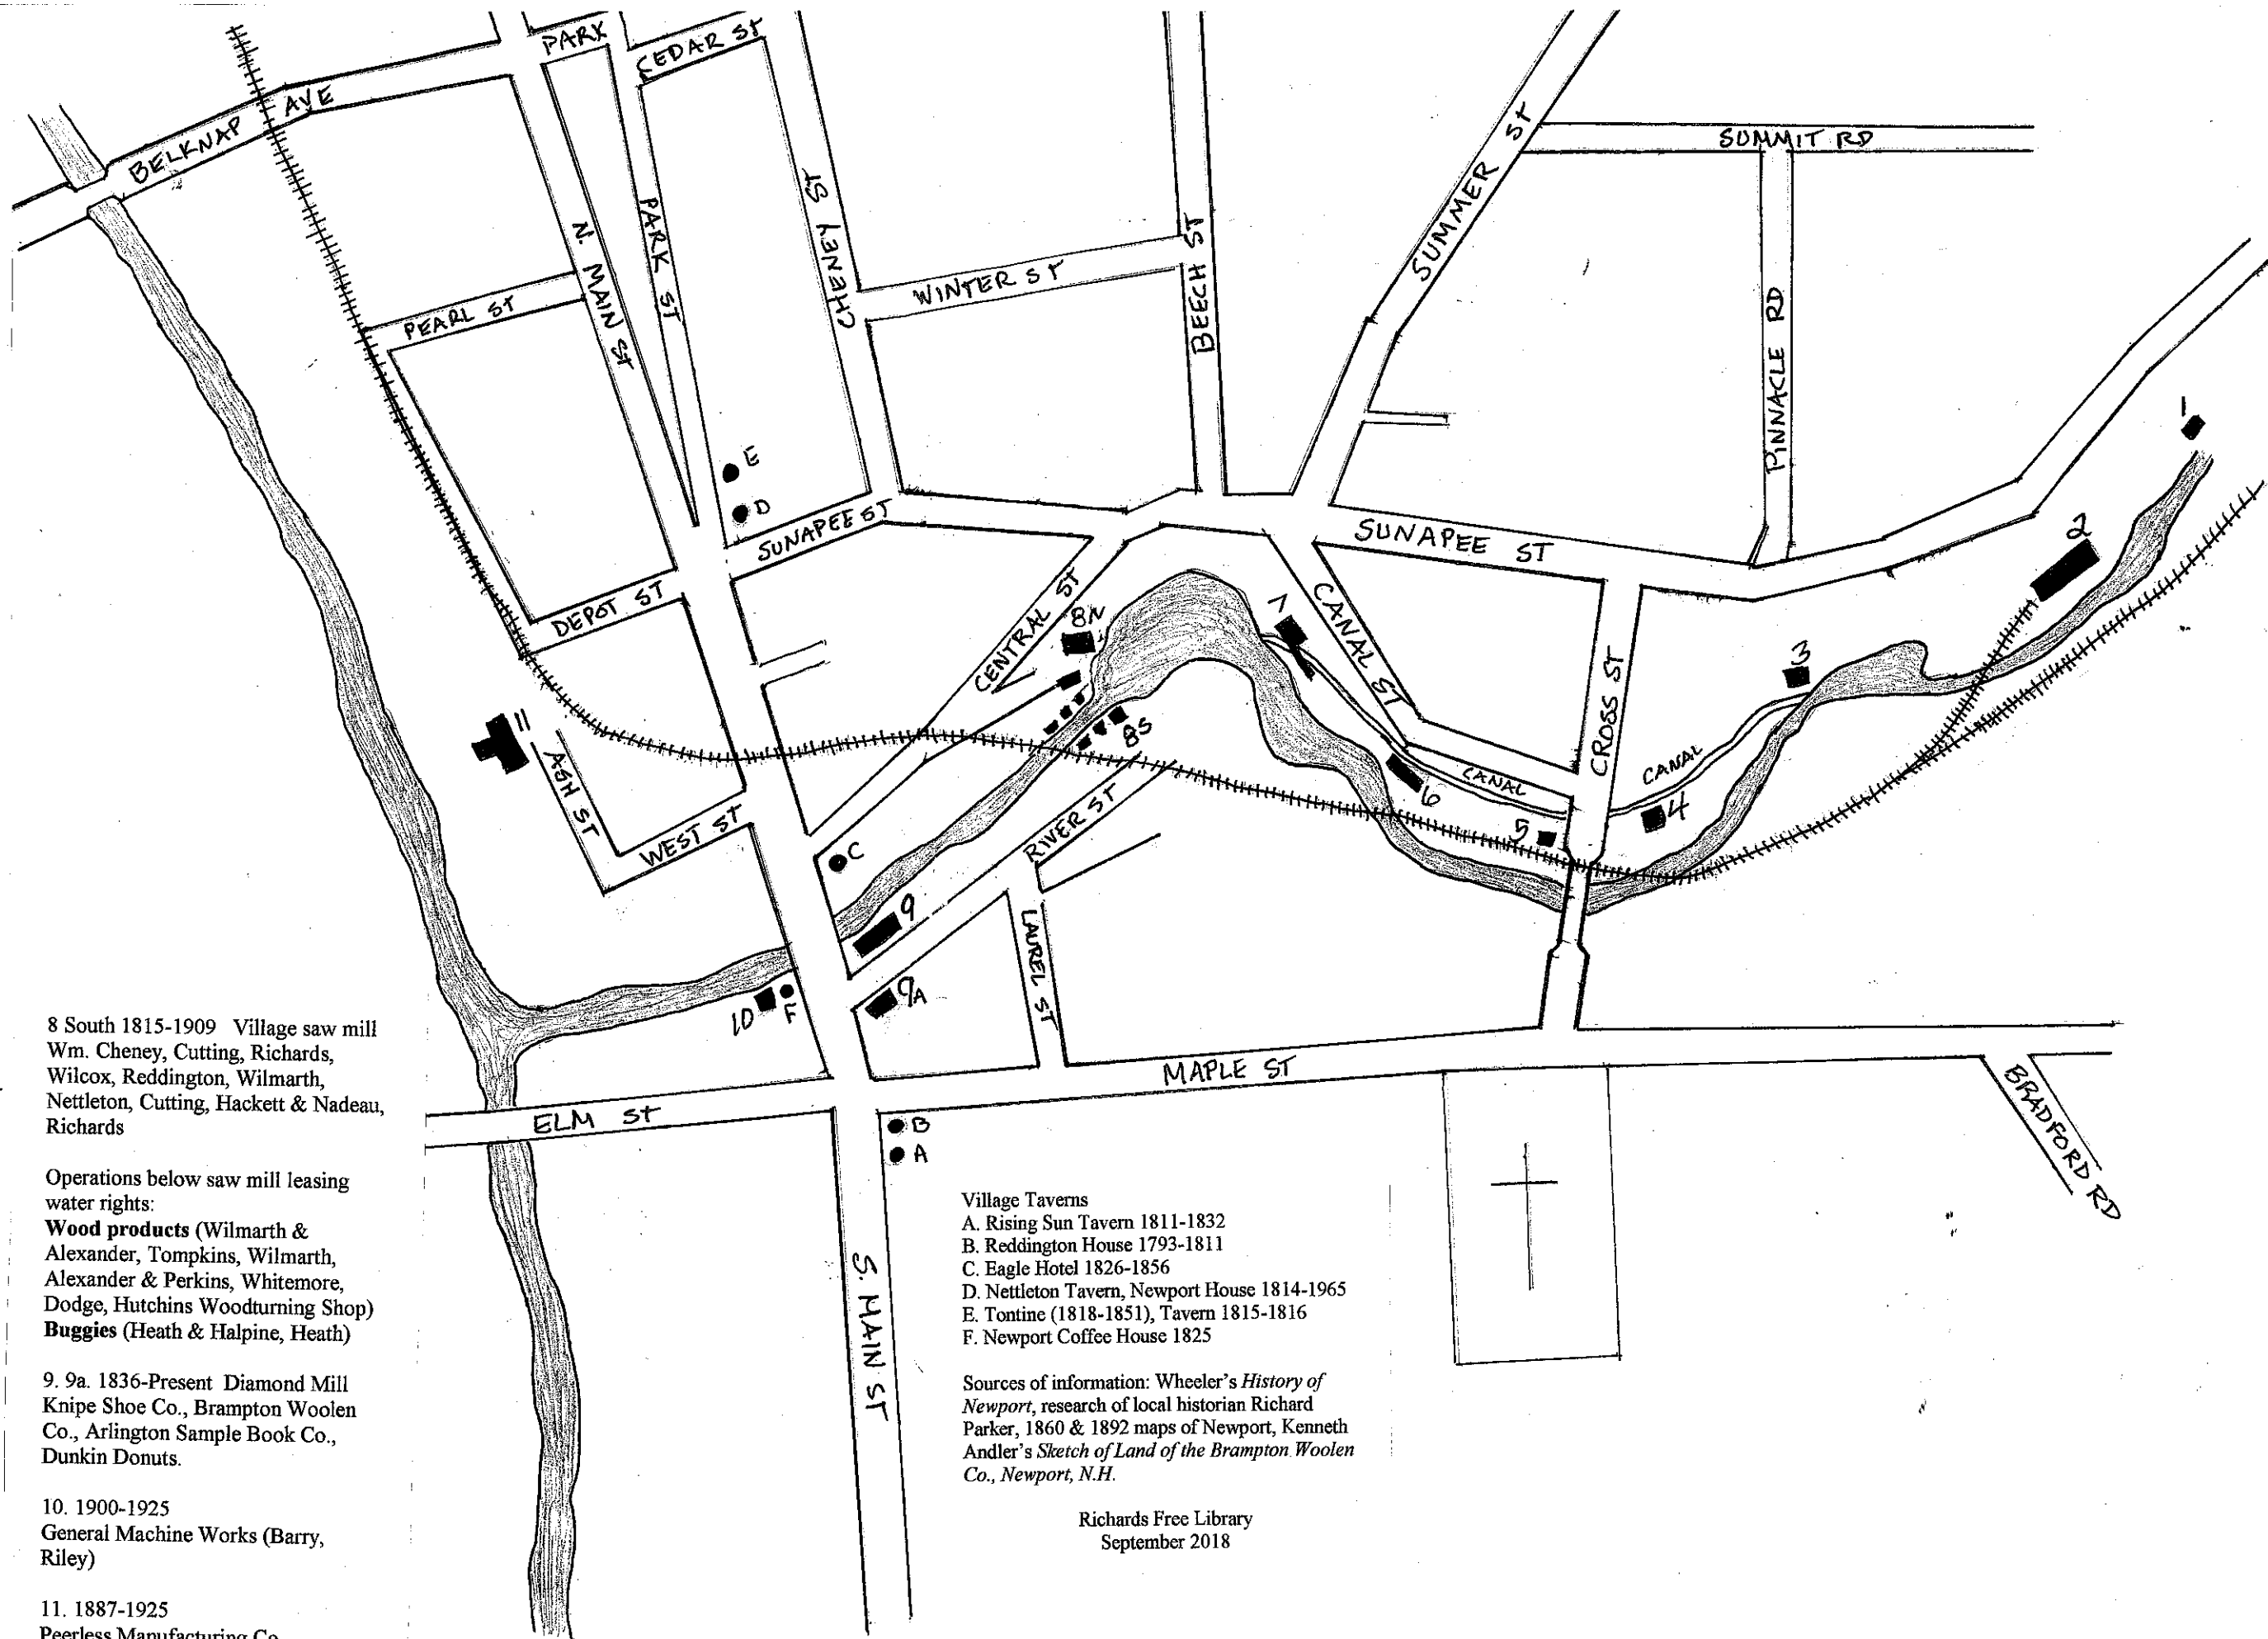 PARK
CEDAR ST
BELKNAP AVE
N. MAIN ST
PARK ST
CHENEY ST
WINTER ST
BEECH ST
SUMMER ST
SUMMIT RD
PINNACLE RD
PEARL ST
1
E
D
SUNAPEE ST
SUNAPEE ST
2
DEPOT ST
CENTRAL ST
8N
7
CANAL ST
CROSS ST
3
8S
ASH ST
WEST ST
CANAL
CANAL
6
5
4
RIVER ST
C
9
LAUREL ST
9A
10
F
MAPLE ST
ELM St
B
A
BRADFORD RD
S. MAIN ST
8 South 1815-1909 Village saw mill
Wm. Cheney, Cutting, Richards,
Wilcox, Reddington, Wilmarth,
Nettleton, Cutting, Hackett & Nadeau,
Richards
Operations below saw mill leasing
water rights:
Wood products (Wilmarth &
Alexander, Tompkins, Wilmarth,
Alexander & Perkins, Whitemore,
Dodge, Hutchins Woodturning Shop)
Buggies (Heath & Halpine, Heath)
9. 9a. 1836-Present Diamond Mill
Knipe Shoe Co., Brampton Woolen
Co., Arlington Sample Book Co.,
Dunkin Donuts.
10. 1900-1925
General Machine Works (Barry,
Riley)
11. 1887-1925
Peerless Manufacturing Co
Village Taverns
A. Rising Sun Tavern 1811-1832
B. Reddington House 1793-1811
C. Eagle Hotel 1826-1856
D. Nettleton Tavern, Newport House 1814-1965
E. Tontine (1818-1851), Tavern 1815-1816
F. Newport Coffee House 1825
Sources of information: Wheeler's History of
Newport, research of local historian Richard
Parker, 1860 & 1892 maps of Newport, Kenneth
Andler's Sketch of Land of the Brampton Woolen
Co., Newport, N.H.
Richards Free Library
September 2018